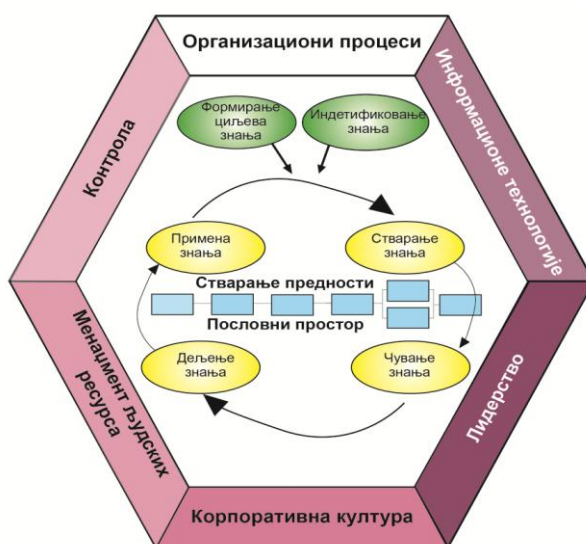 Организациони процеси
Информационе технологије
Контрола
Формирање
циљева
знања
Индетификовање
знања
Примена
знања
Стварање
знања
Стварање предности
Пословни простор
Дељење
знања
Чување
знања
Менаџмент људских
ресурса
Лидерство
Корпоративна култура